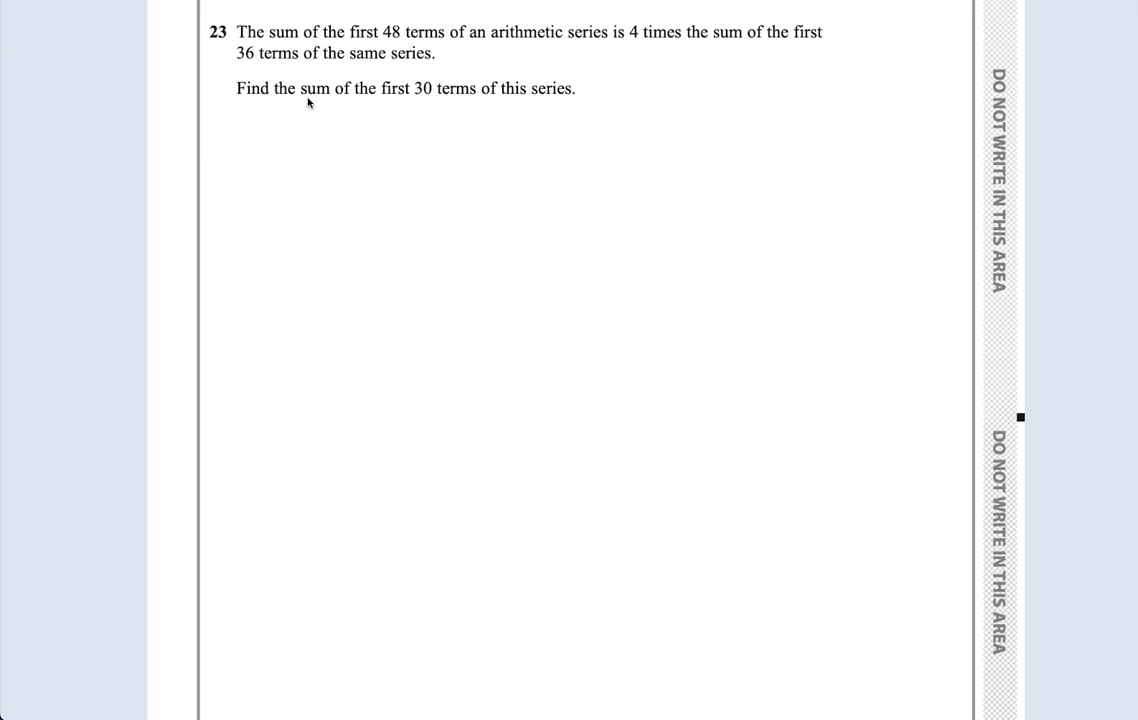 23 The sum of the first 48 terms of an arithmetic series is 4 times the sum of the first
36 terms of the same series.
Find the sum of the first 30 terms of this series.
DO NOT WRITE IN THIS AREA
DO NOT WRITE IN THIS AREA